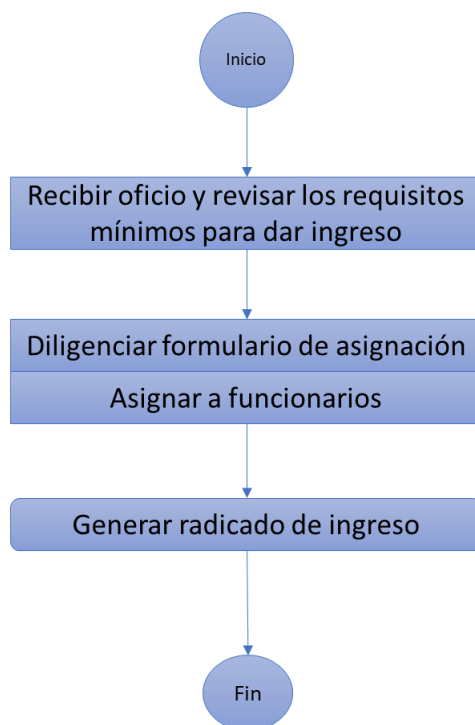 Inicio
Recibir oficio y revisar los requisitos
mínimos para dar ingreso
Diligenciar formulario de asignación
Asignar a funcionarios
Generar radicado de ingreso
Fin